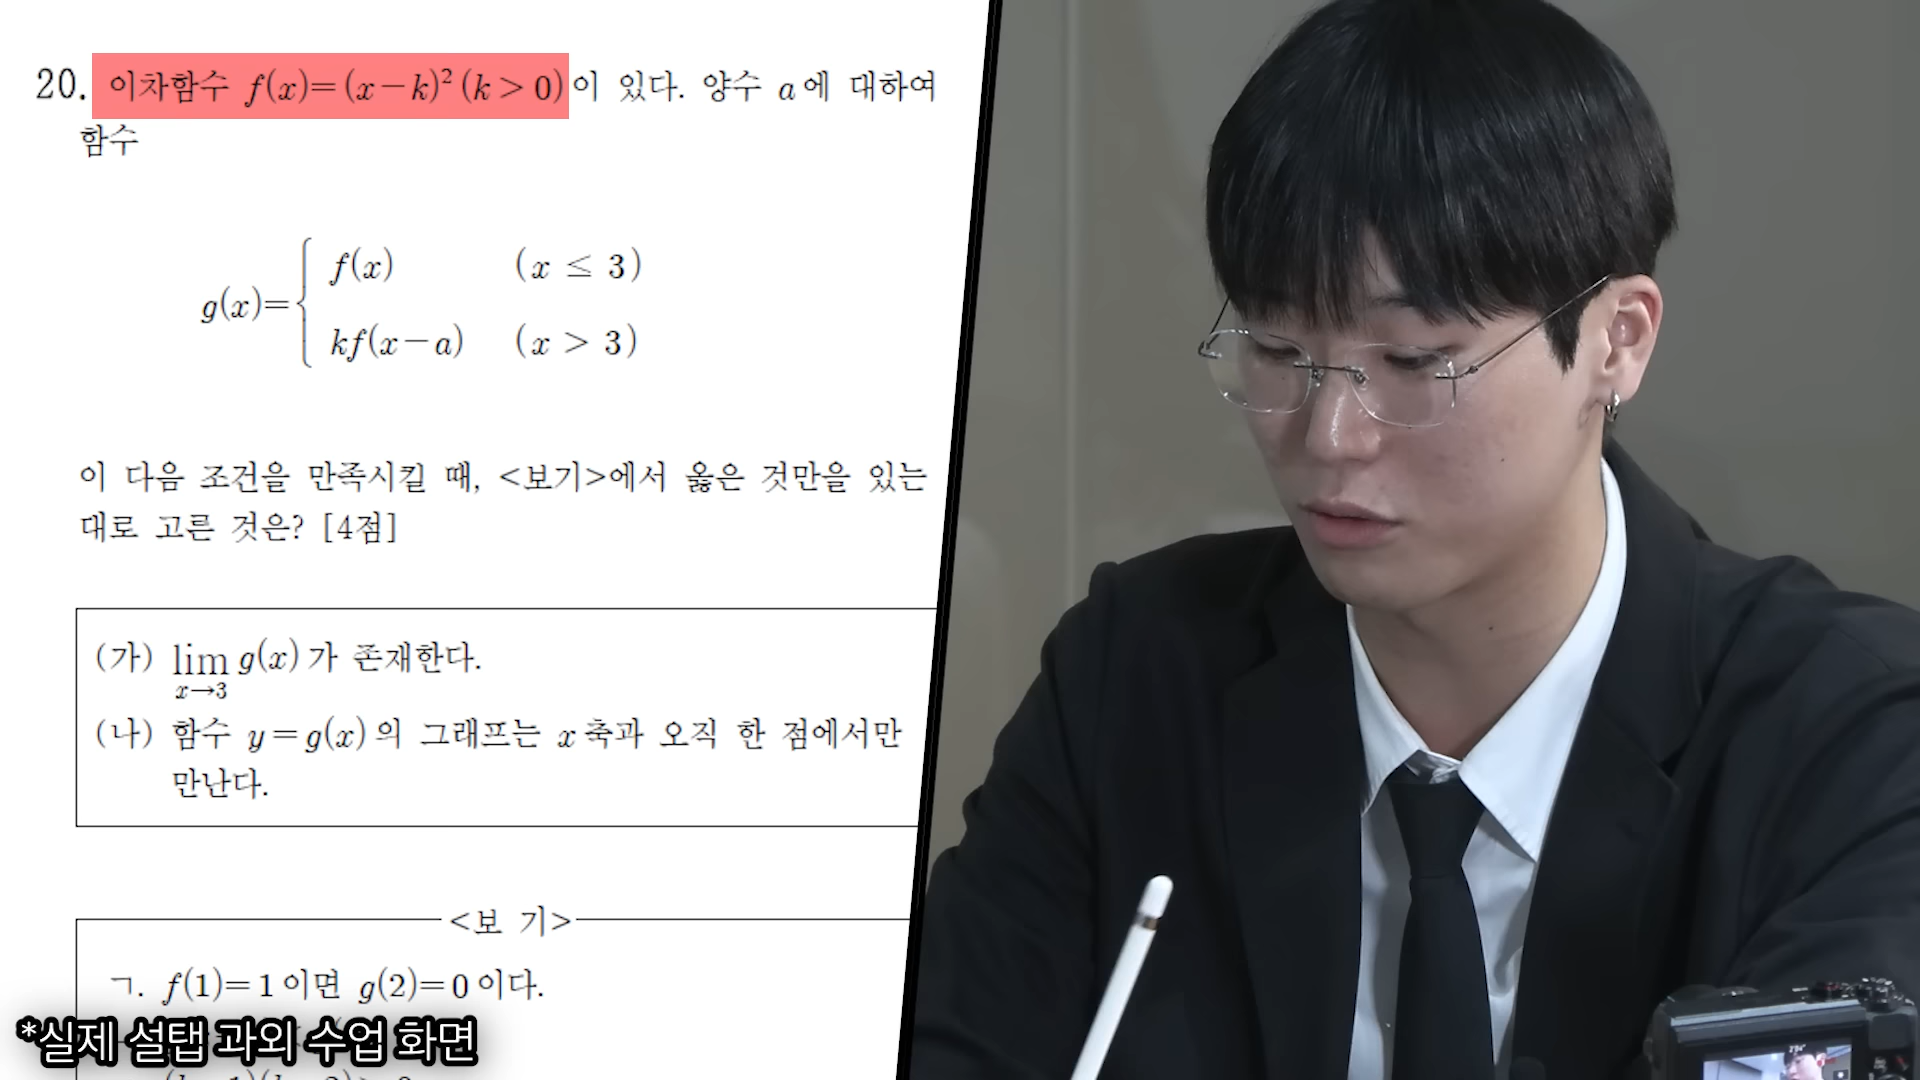 20. 이차함수 f(x)=(x-k)²(k>0)이 있다. 양수 a에 대하여
함수
g(x)={ f(x) (x ≤ 3)
kf(x-a) (x > 3)
이 다음 조건을 만족시킬 때, <보기>에서 옳은 것만을 있는
대로 고른 것은? [4점]
(가) lim g(x)가 존재한다.
x→3
(나) 함수 y=g(x)의 그래프는 x축과 오직 한 점에서만
만난다.
<보 기>
ㄱ. f(1)=1이면 g(2)=0이다.
*실제 설탭 과외 수업 화면